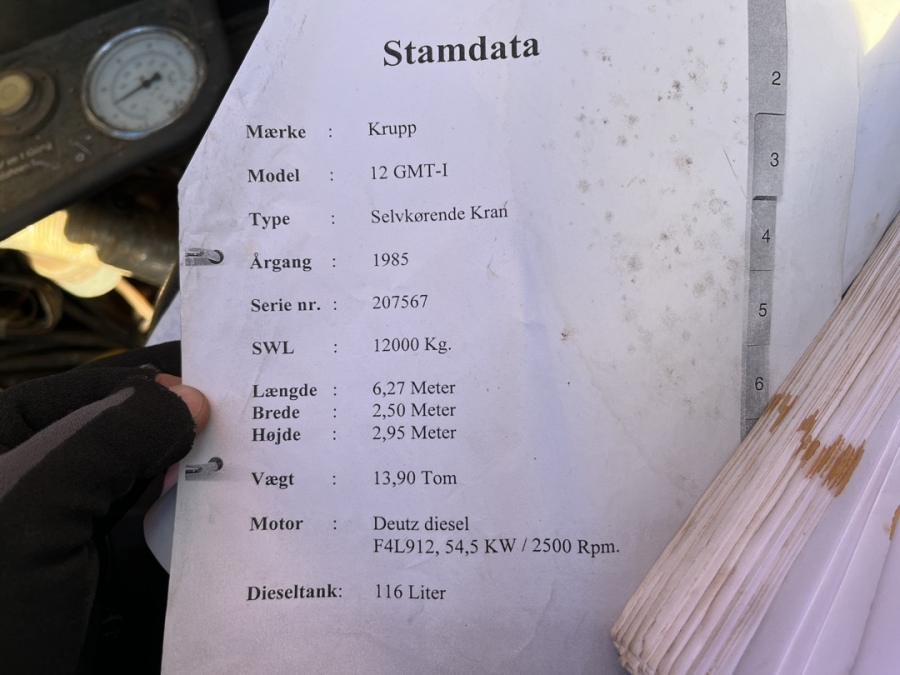 Stamdata
Mærke : Krupp
Model : 12 GMT-I
Type : Selvkørende Kran
Årgang : 1985
Serie nr. : 207567
SWL : 12000 Kg.
Længde : 6,27 Meter
Brede : 2,50 Meter
Højde : 2,95 Meter
Vægt : 13,90 Tom
Motor : Deutz diesel
F4L912, 54,5 KW / 2500 Rpm.
Dieseltank: 116 Liter
2
3
4
5
6